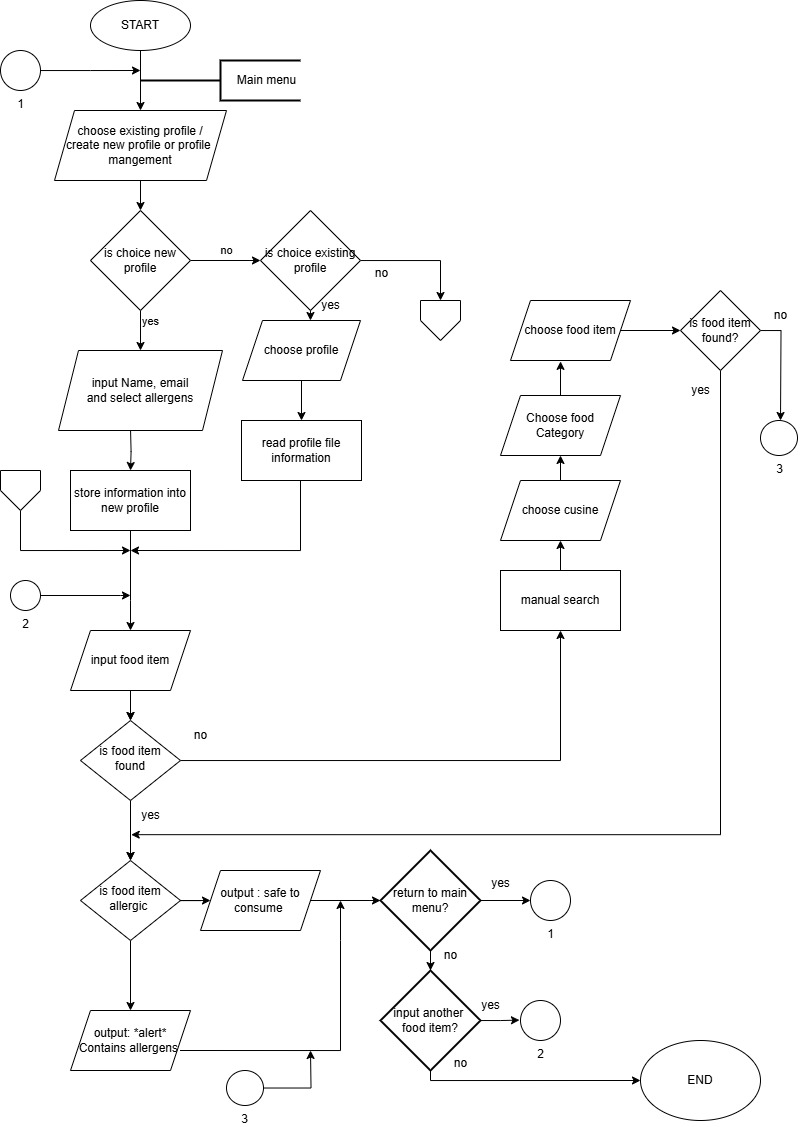 START
1
Main menu
choose existing profile /
create new profile or profile
mangement
is choice new
profile
no
is choice existing
profile
no
yes
yes
choose profile
input Name, email
and select allergens
read profile file
information
store information into
new profile
choose food item
is food item
found?
no
yes
3
Choose food
Category
choose cusine
manual search
2
input food item
is food item
found
no
yes
is food item
allergic
output : safe to
consume
return to main
menu?
yes
1
no
output: *alert*
Contains allergens
input another
food item?
yes
2
no
3
END